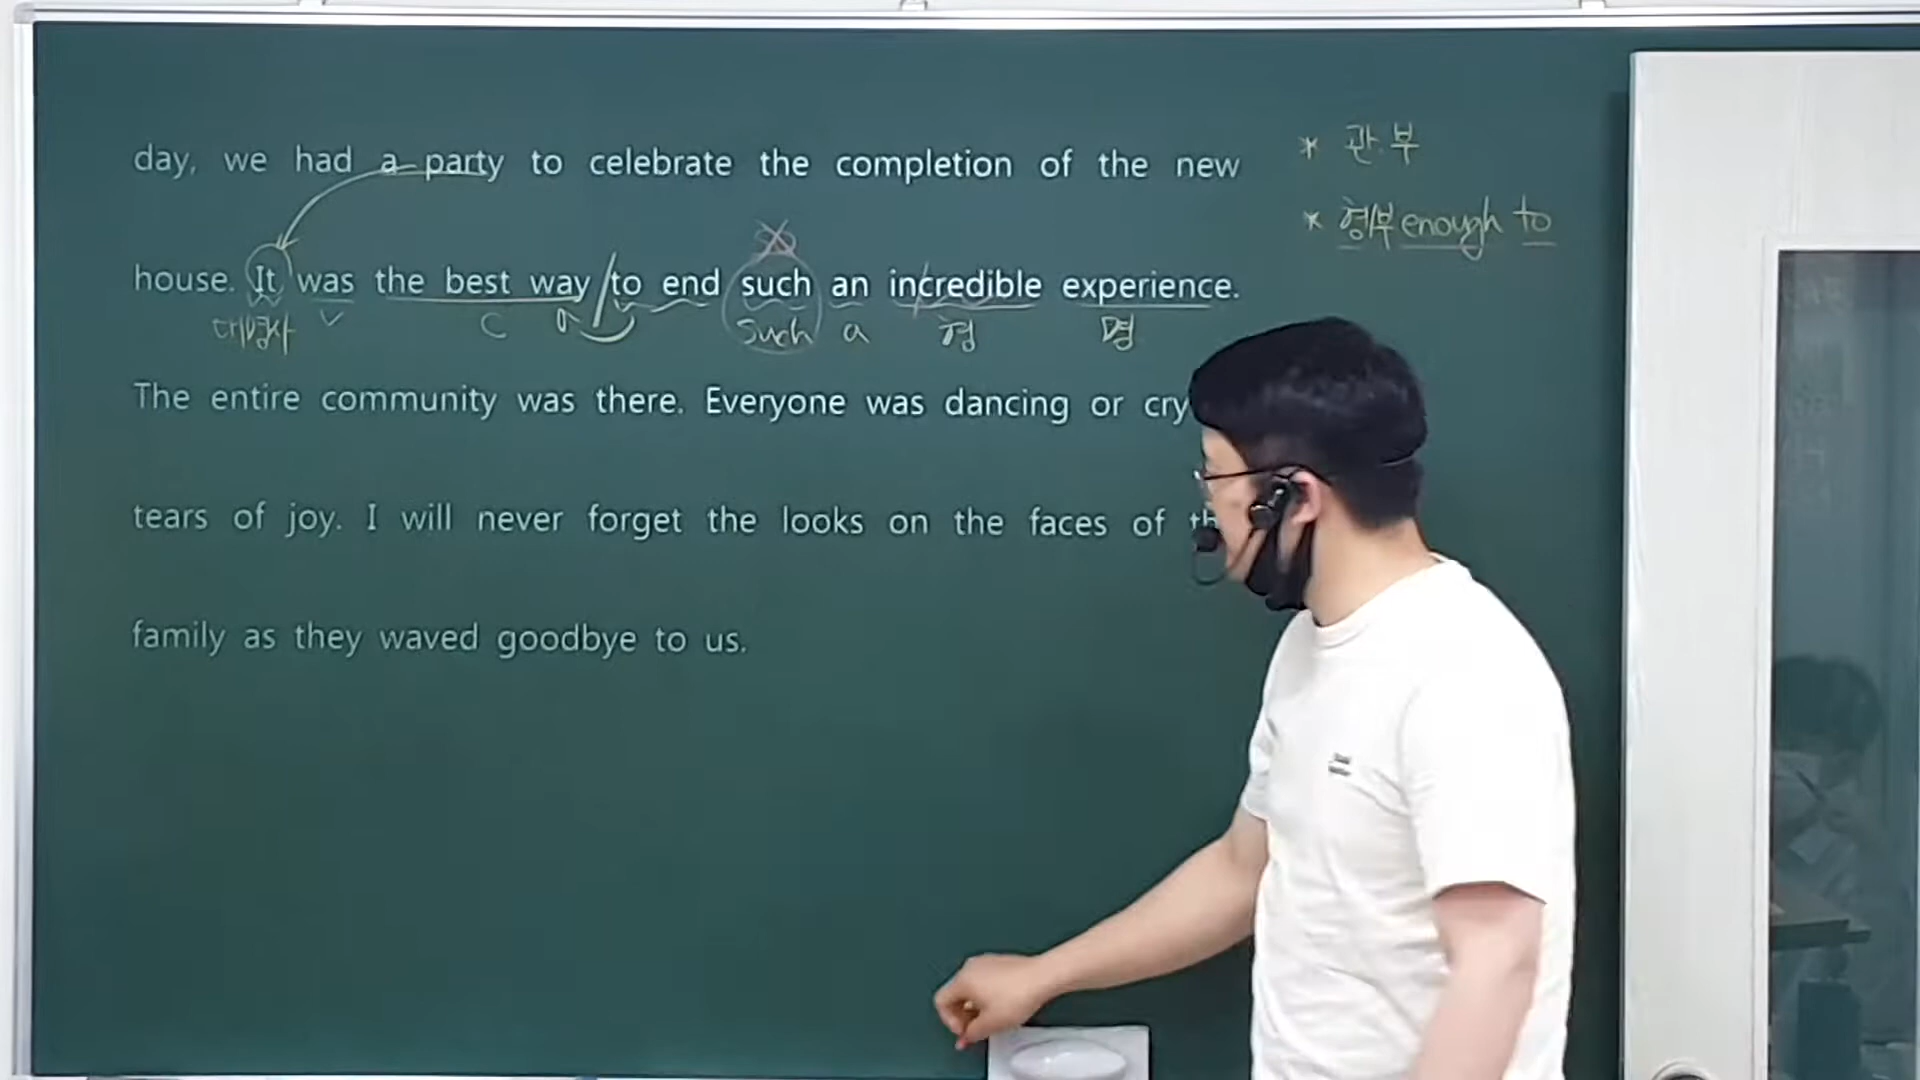 day, we had a party to celebrate the completion of the new
* 관.부
* 형/부 enough to
so
house. It was the best way to end such an incredible experience.
대명사 V C such a 형 명
The entire community was there. Everyone was dancing or cry
tears of joy. I will never forget the looks on the faces of th
family as they waved goodbye to us.